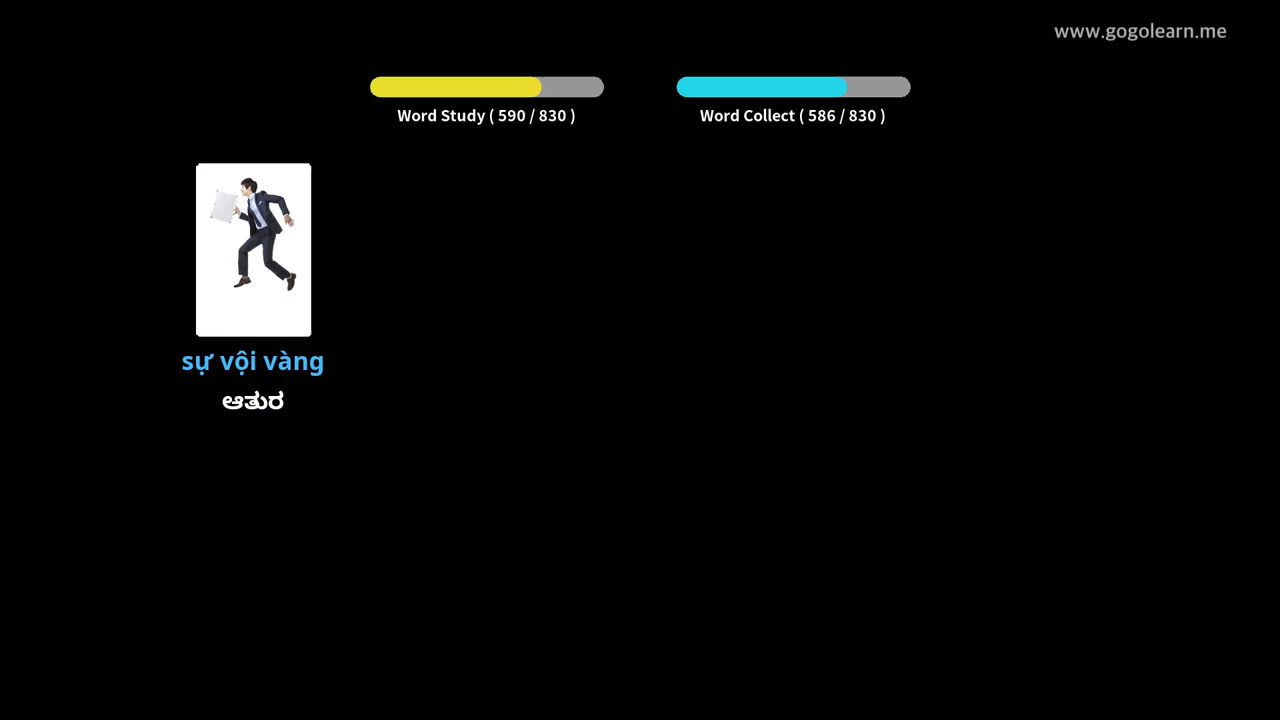 www.gogolearn.me
Word Study ( 590 / 830 )
Word Collect ( 586 / 830 )
sự vội vàng
ಆತುರ